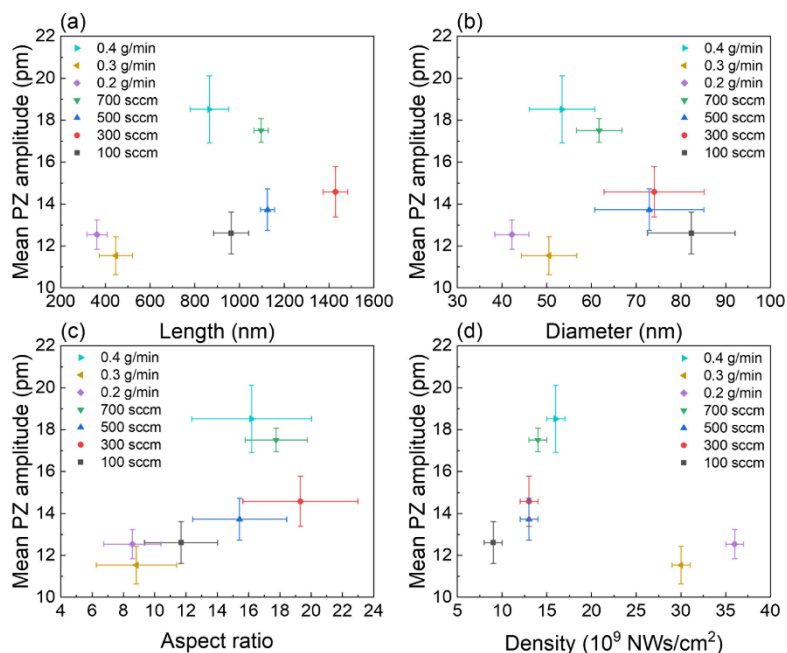 (a)
22
20
18
16
14
12
10
Mean PZ amplitude (pm)
0.4 g/min
0.3 g/min
0.2 g/min
700 sccm
500 sccm
300 sccm
100 sccm
200 400 600 800 1000 1200 1400 1600
Length (nm)
(b)
22
20
18
16
14
12
10
Mean PZ amplitude (pm)
0.4 g/min
0.3 g/min
0.2 g/min
700 sccm
500 sccm
300 sccm
100 sccm
30 40 50 60 70 80 90 100
Diameter (nm)
(c)
22
20
18
16
14
12
10
Mean PZ amplitude (pm)
0.4 g/min
0.3 g/min
0.2 g/min
700 sccm
500 sccm
300 sccm
100 sccm
4 6 8 10 12 14 16 18 20 22 24
Aspect ratio
(d)
22
20
18
16
14
12
10
Mean PZ amplitude (pm)
0.4 g/min
0.3 g/min
0.2 g/min
700 sccm
500 sccm
300 sccm
100 sccm
5 10 15 20 25 30 35 40
Density (10⁹ NWs/cm²)